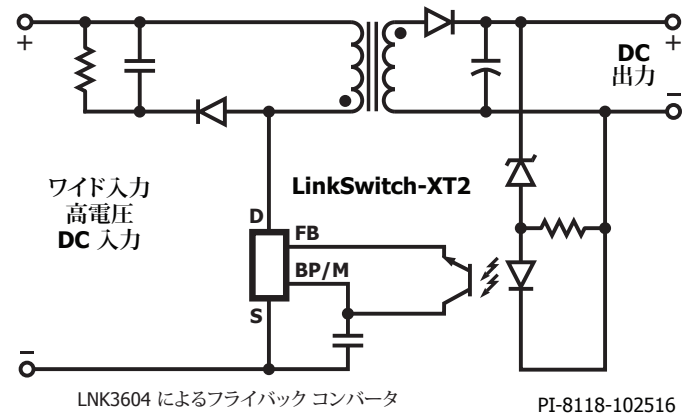 +
+
DC
出力
−
ワイド入力
高電圧
DC 入力
LinkSwitch-XT2
D
FB
BP/M
S
−
LNK3604 によるフライバック コンバータ
PI-8118-102516